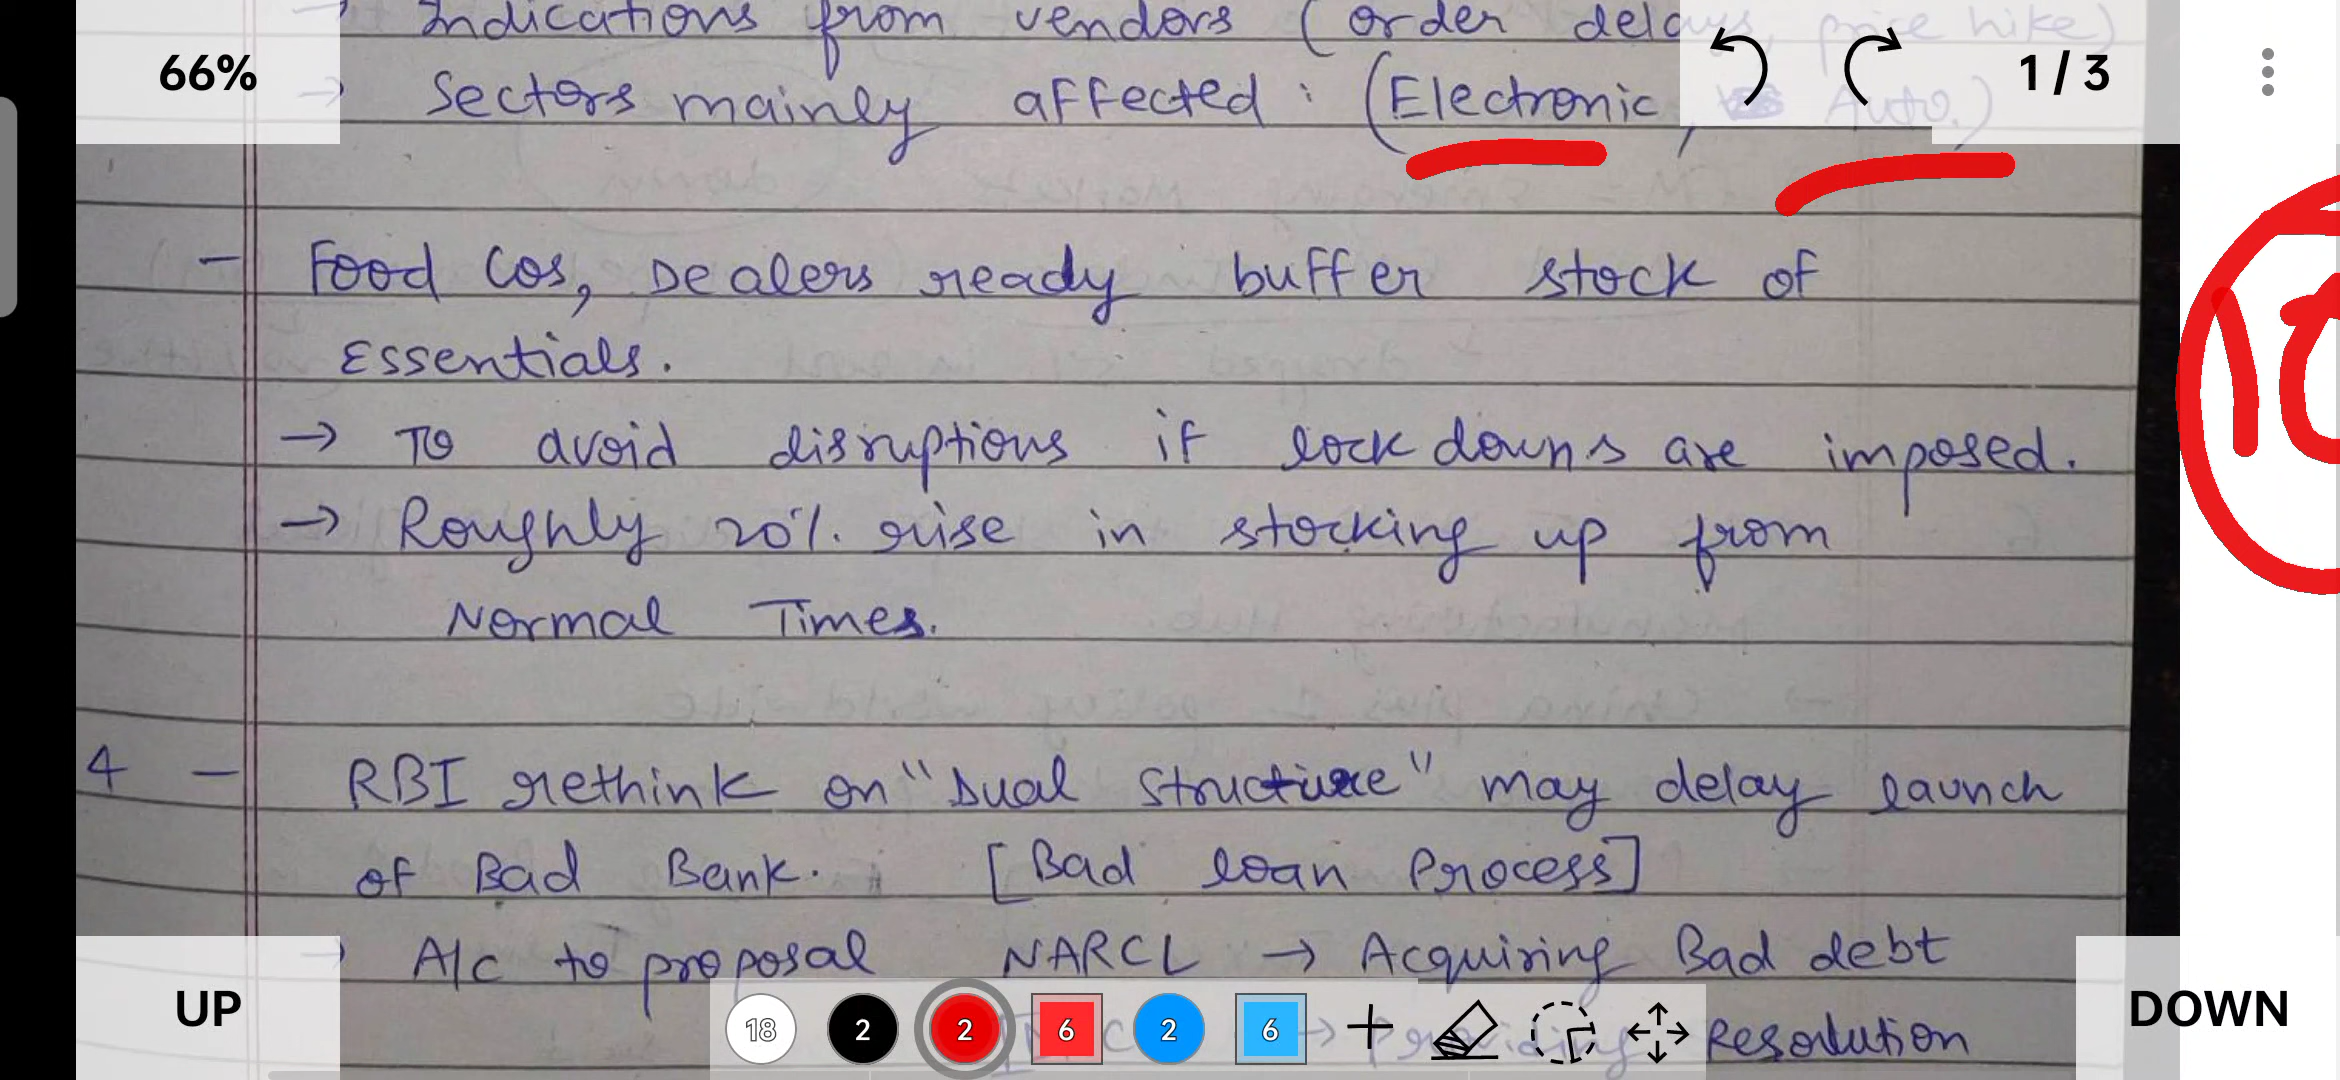 → Indications from vendors (order delays, price hike)
66%
1 / 3
→ Sectors mainly affected : (Electronic, Auto.)
- Food Cos, Dealers ready buffer stock of
Essentials.
→ To avoid disruptions if lockdowns are imposed.
→ Roughly 20%. rise in stocking up from
Normal Times.
4 - RBI rethink on "Dual Structure" may delay launch
of Bad Bank. [Bad loan Process]
→ A/c to proposal NARCL → Acquiring Bad debt
UP
18 2 2 6 2 6
DOWN
→ Providing Resolution